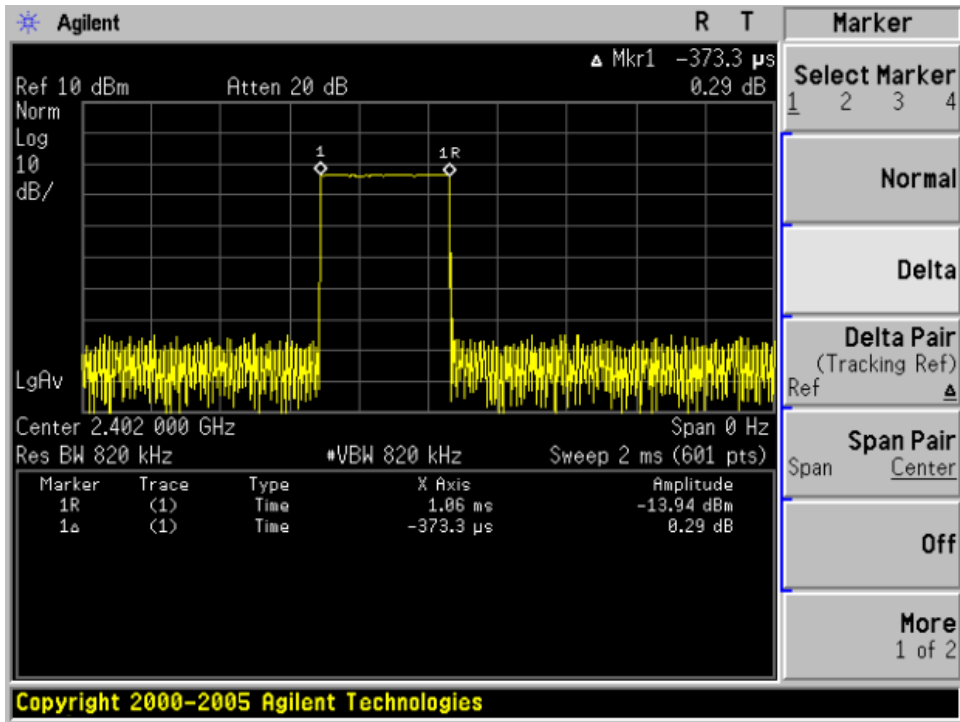 Agilent R T Marker
Δ Mkr1 -373.3 μs
Ref 10 dBm Atten 20 dB 0.29 dB
Norm
Log
10
dB/
1 1R
LgAv
Center 2.402 000 GHz Span 0 Hz
Res BW 820 kHz #VBW 820 kHz Sweep 2 ms (601 pts)
Marker Trace Type X Axis Amplitude
1R (1) Time 1.06 ms -13.94 dBm
1Δ (1) Time -373.3 μs 0.29 dB
Select Marker
1 2 3 4
Normal
Delta
Delta Pair
(Tracking Ref)
Ref Δ
Span Pair
Span Center
Off
More
1 of 2
Copyright 2000-2005 Agilent Technologies